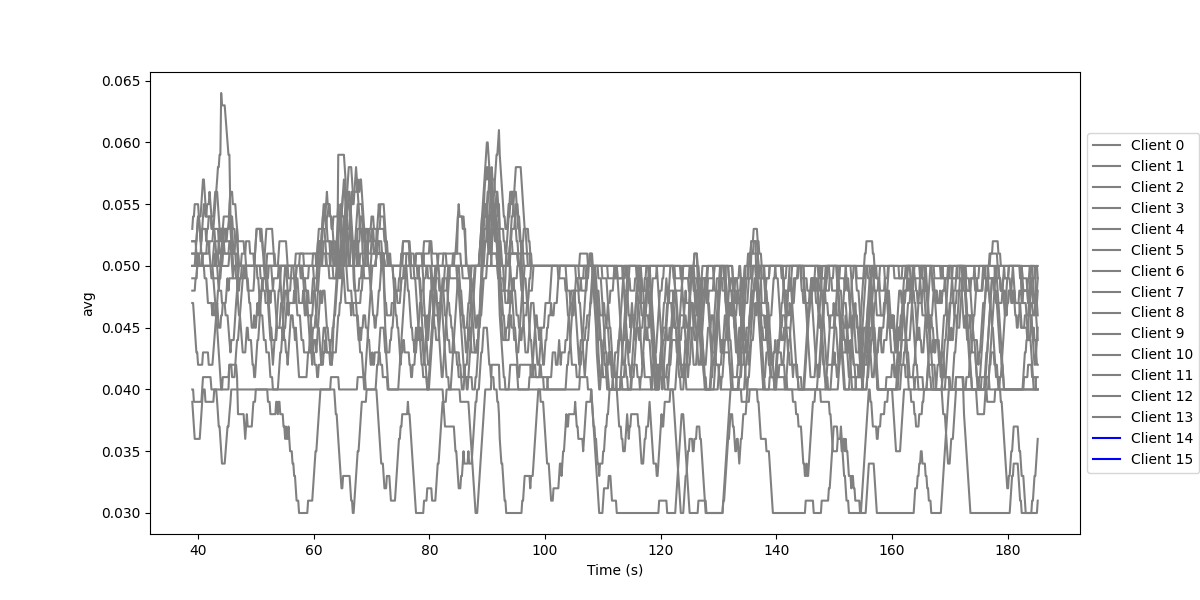 0.065
0.060
0.055
0.050
0.045
0.040
0.035
0.030
avg
40 60 80 100 120 140 160 180
Time (s)
Client 0
Client 1
Client 2
Client 3
Client 4
Client 5
Client 6
Client 7
Client 8
Client 9
Client 10
Client 11
Client 12
Client 13
Client 14
Client 15